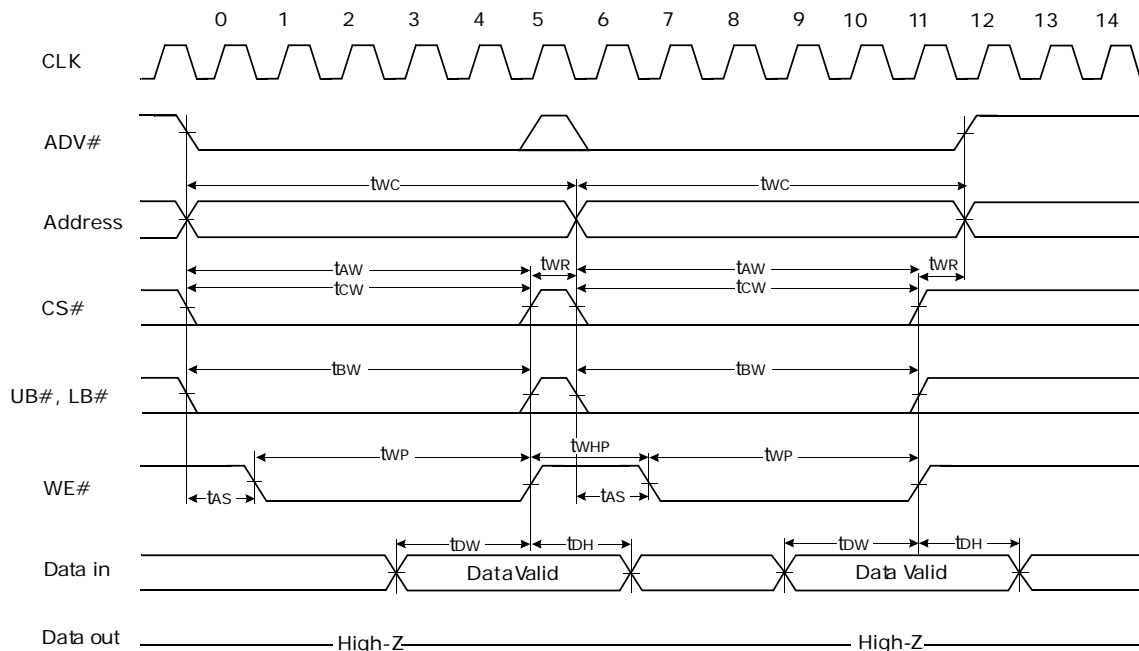 0 1 2 3 4 5 6 7 8 9 10 11 12 13 14
CLK
ADV#
tWC tWC
Address
tAW tWR tAW tWR
tCW tCW
CS#
tBW tBW
UB#, LB#
tWP tWHP tWP
WE#
tAS tAS
tDW tDH tDW tDH
Data in Data Valid Data Valid
Data out High-Z High-Z